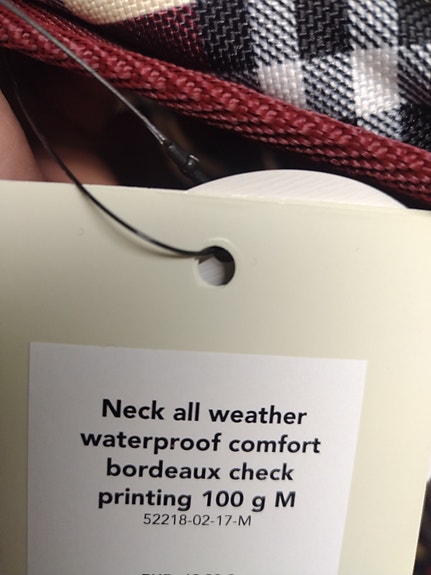 Neck all weather
waterproof comfort
bordeaux check
printing 100 g M
52218-02-17-M